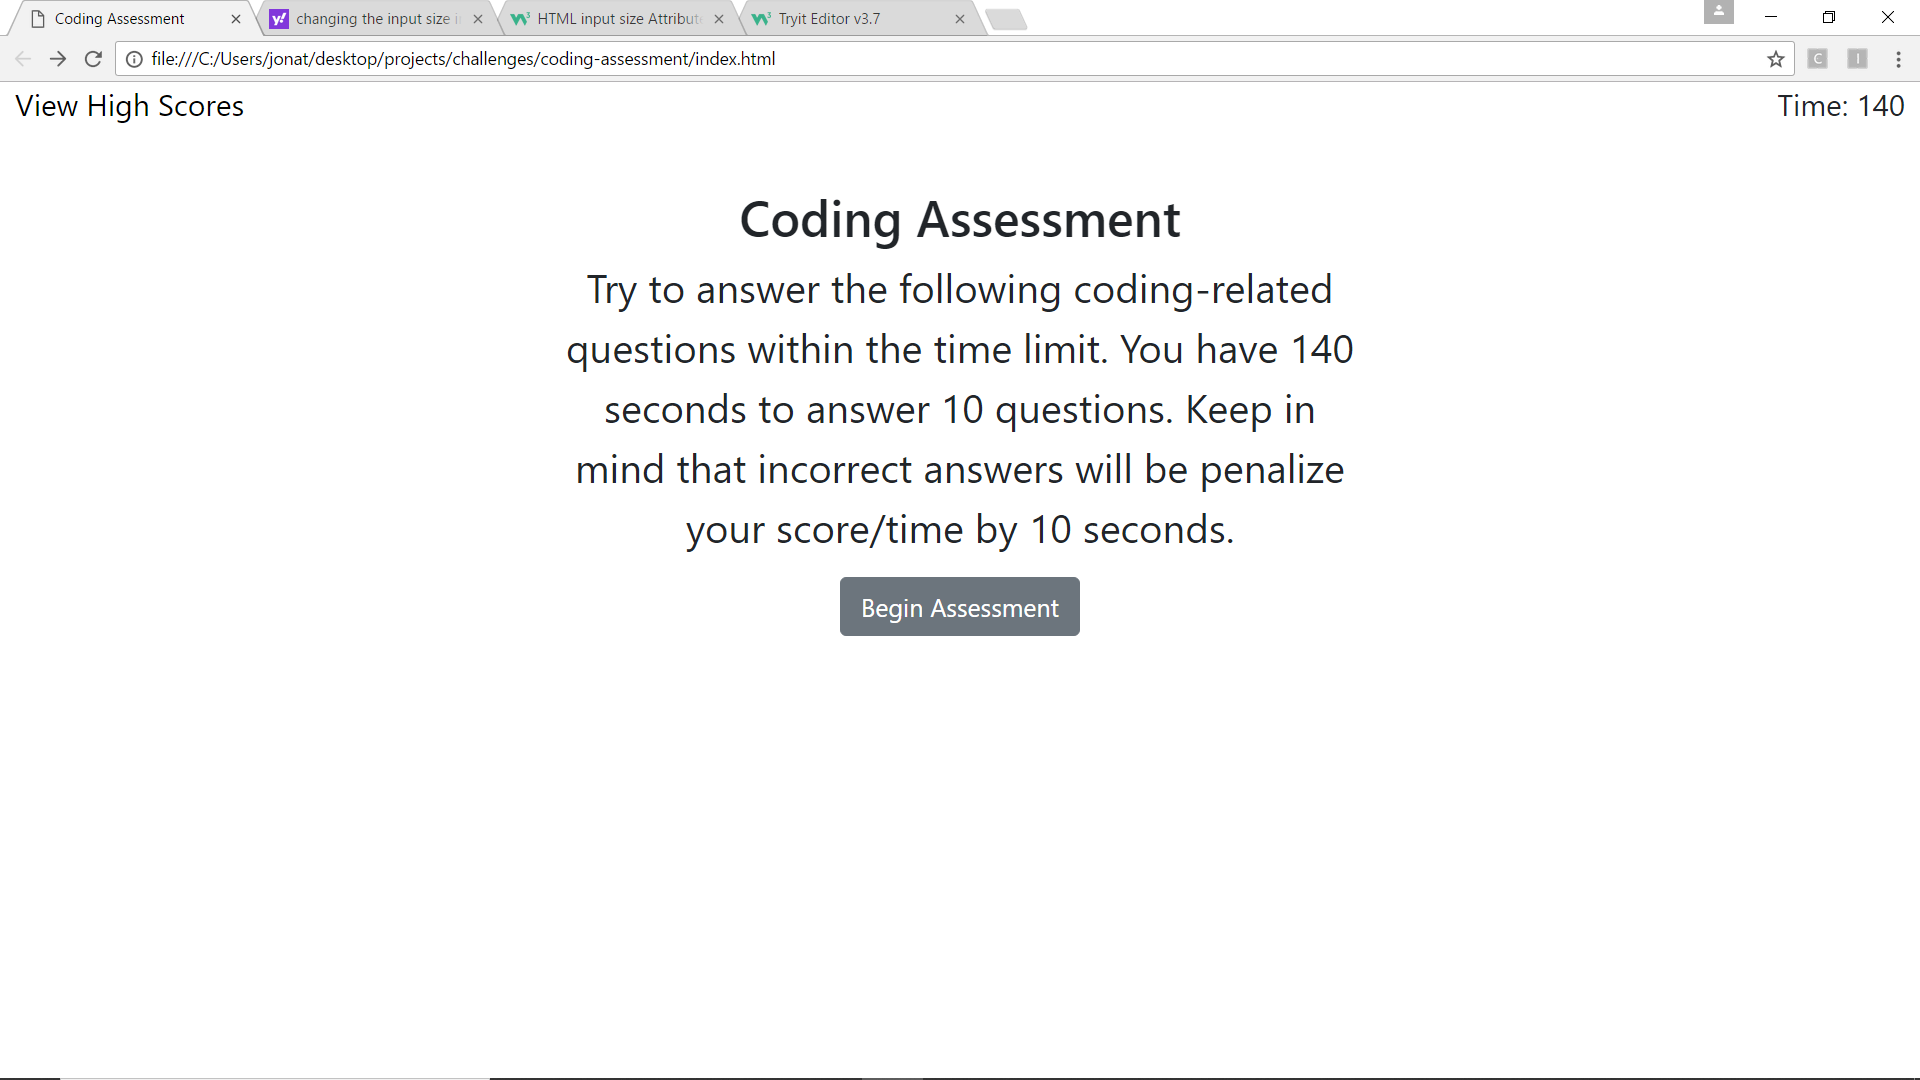 Coding Assessment
changing the input size i
HTML input size Attribut
Tryit Editor v3.7
file:///C:/Users/jonat/desktop/projects/challenges/coding-assessment/index.html
View High Scores
Time: 140
Coding Assessment
Try to answer the following coding-related
questions within the time limit. You have 140
seconds to answer 10 questions. Keep in
mind that incorrect answers will be penalize
your score/time by 10 seconds.
Begin Assessment